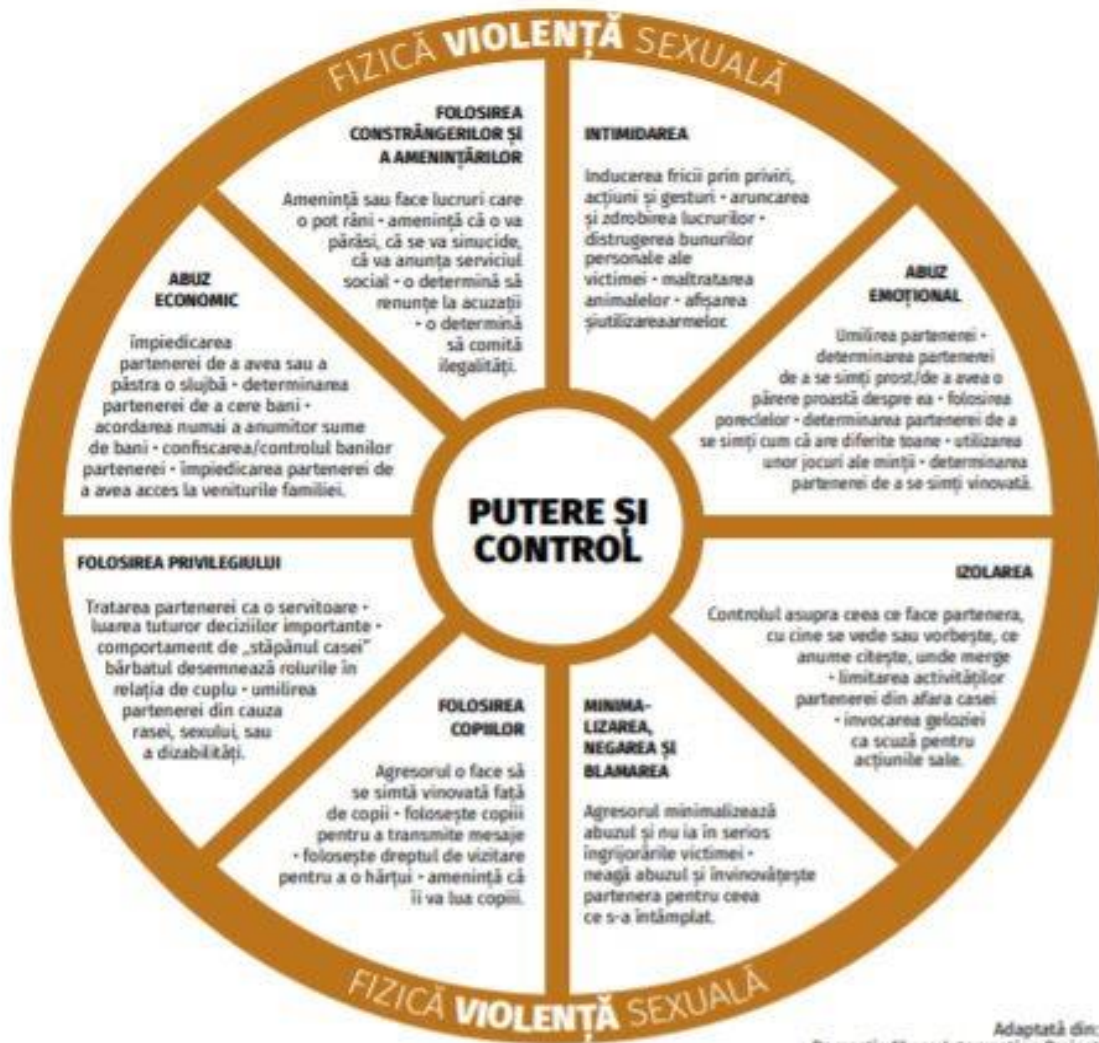 FIZICĂ VIOLENȚĂ SEXUALĂ
FOLOSIREA
CONSTRÂNGERILOR ȘI
A AMENINȚĂRILOR
Amenință sau face lucruri care
o pot răni • amenință că o va
părăsi, că se va sinucide,
că va anunța serviciul
social • o determină să
renunțe la acuzații
• o determină
să comită
ilegalități.
INTIMIDAREA
Inducerea fricii prin priviri,
acțiuni și gesturi • aruncarea
și zdrobirea lucrurilor •
distrugerea bunurilor
personale ale
victimei • maltratarea
animalelor • afișarea
șiutilizareaarmelor.
ABUZ
ECONOMIC
împiedicarea
partenerei de a avea sau a
păstra o slujbă • determinarea
partenerei de a cere bani •
acordarea numai a anumitor sume
de bani • confiscarea/controlul banilor
partenerei • împiedicarea partenerei de
a avea acces la veniturile familiei.
ABUZ
EMOȚIONAL
Umilirea partenerei •
determinarea partenerei
de a se simți prost/de a avea o
părere proastă despre ea • folosirea
poreclelor • determinarea partenerei de a
se simți cum că are diferite toane • utilizarea
unor jocuri ale minții • determinarea
partenerei de a se simți vinovată.
PUTERE ȘI
CONTROL
FOLOSIREA PRIVILEGIULUI
Tratarea partenerei ca o servitoare •
luarea tuturor deciziilor importante •
comportament de „stăpânul casei”
bărbatul desemnează rolurile în
relația de cuplu • umilirea
partenerei din cauza
rasei, sexului, sau
a dizabilități.
IZOLAREA
Controlul asupra ceea ce face partenera,
cu cine se vede sau vorbește, ce
anume citește, unde merge
• limitarea activităților
partenerei din afara casei
• invocarea geloziei
ca scuză pentru
acțiunile sale.
FOLOSIREA
COPIILOR
Agresorul o face să
se simtă vinovată față
de copii • folosește copiii
pentru a transmite mesaje
• folosește dreptul de vizitare
pentru a o hărțui • amenință că
îi va lua copiii.
MINIMA-
LIZAREA,
NEGAREA ȘI
BLAMAREA
Agresorul minimalizează
abuzul și nu ia în serios
îngrijorările victimei •
neagă abuzul și învinovățește
partenera pentru ceea
ce s-a întâmplat.
FIZICĂ VIOLENȚĂ SEXUALĂ
Adaptată din: